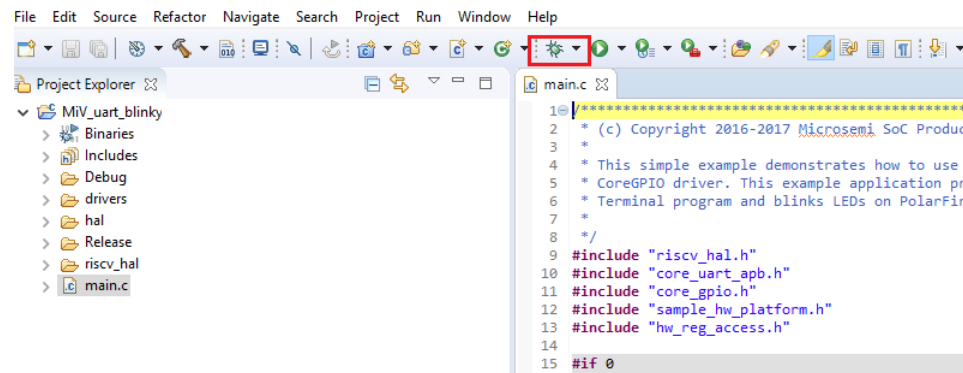 File Edit Source Refactor Navigate Search Project Run Window Help
Project Explorer
MiV_uart_blinky
Binaries
Includes
Debug
drivers
hal
Release
riscv_hal
main.c
main.c
1 /*************************************************
2  * (c) Copyright 2016-2017 Microsemi SoC Produc
3  *
4  * This simple example demonstrates how to use
5  * CoreGPIO driver. This example application pr
6  * Terminal program and blinks LEDs on PolarFir
7  *
8  */
9 #include "riscv_hal.h"
10 #include "core_uart_apb.h"
11 #include "core_gpio.h"
12 #include "sample_hw_platform.h"
13 #include "hw_reg_access.h"
14
15 #if 0